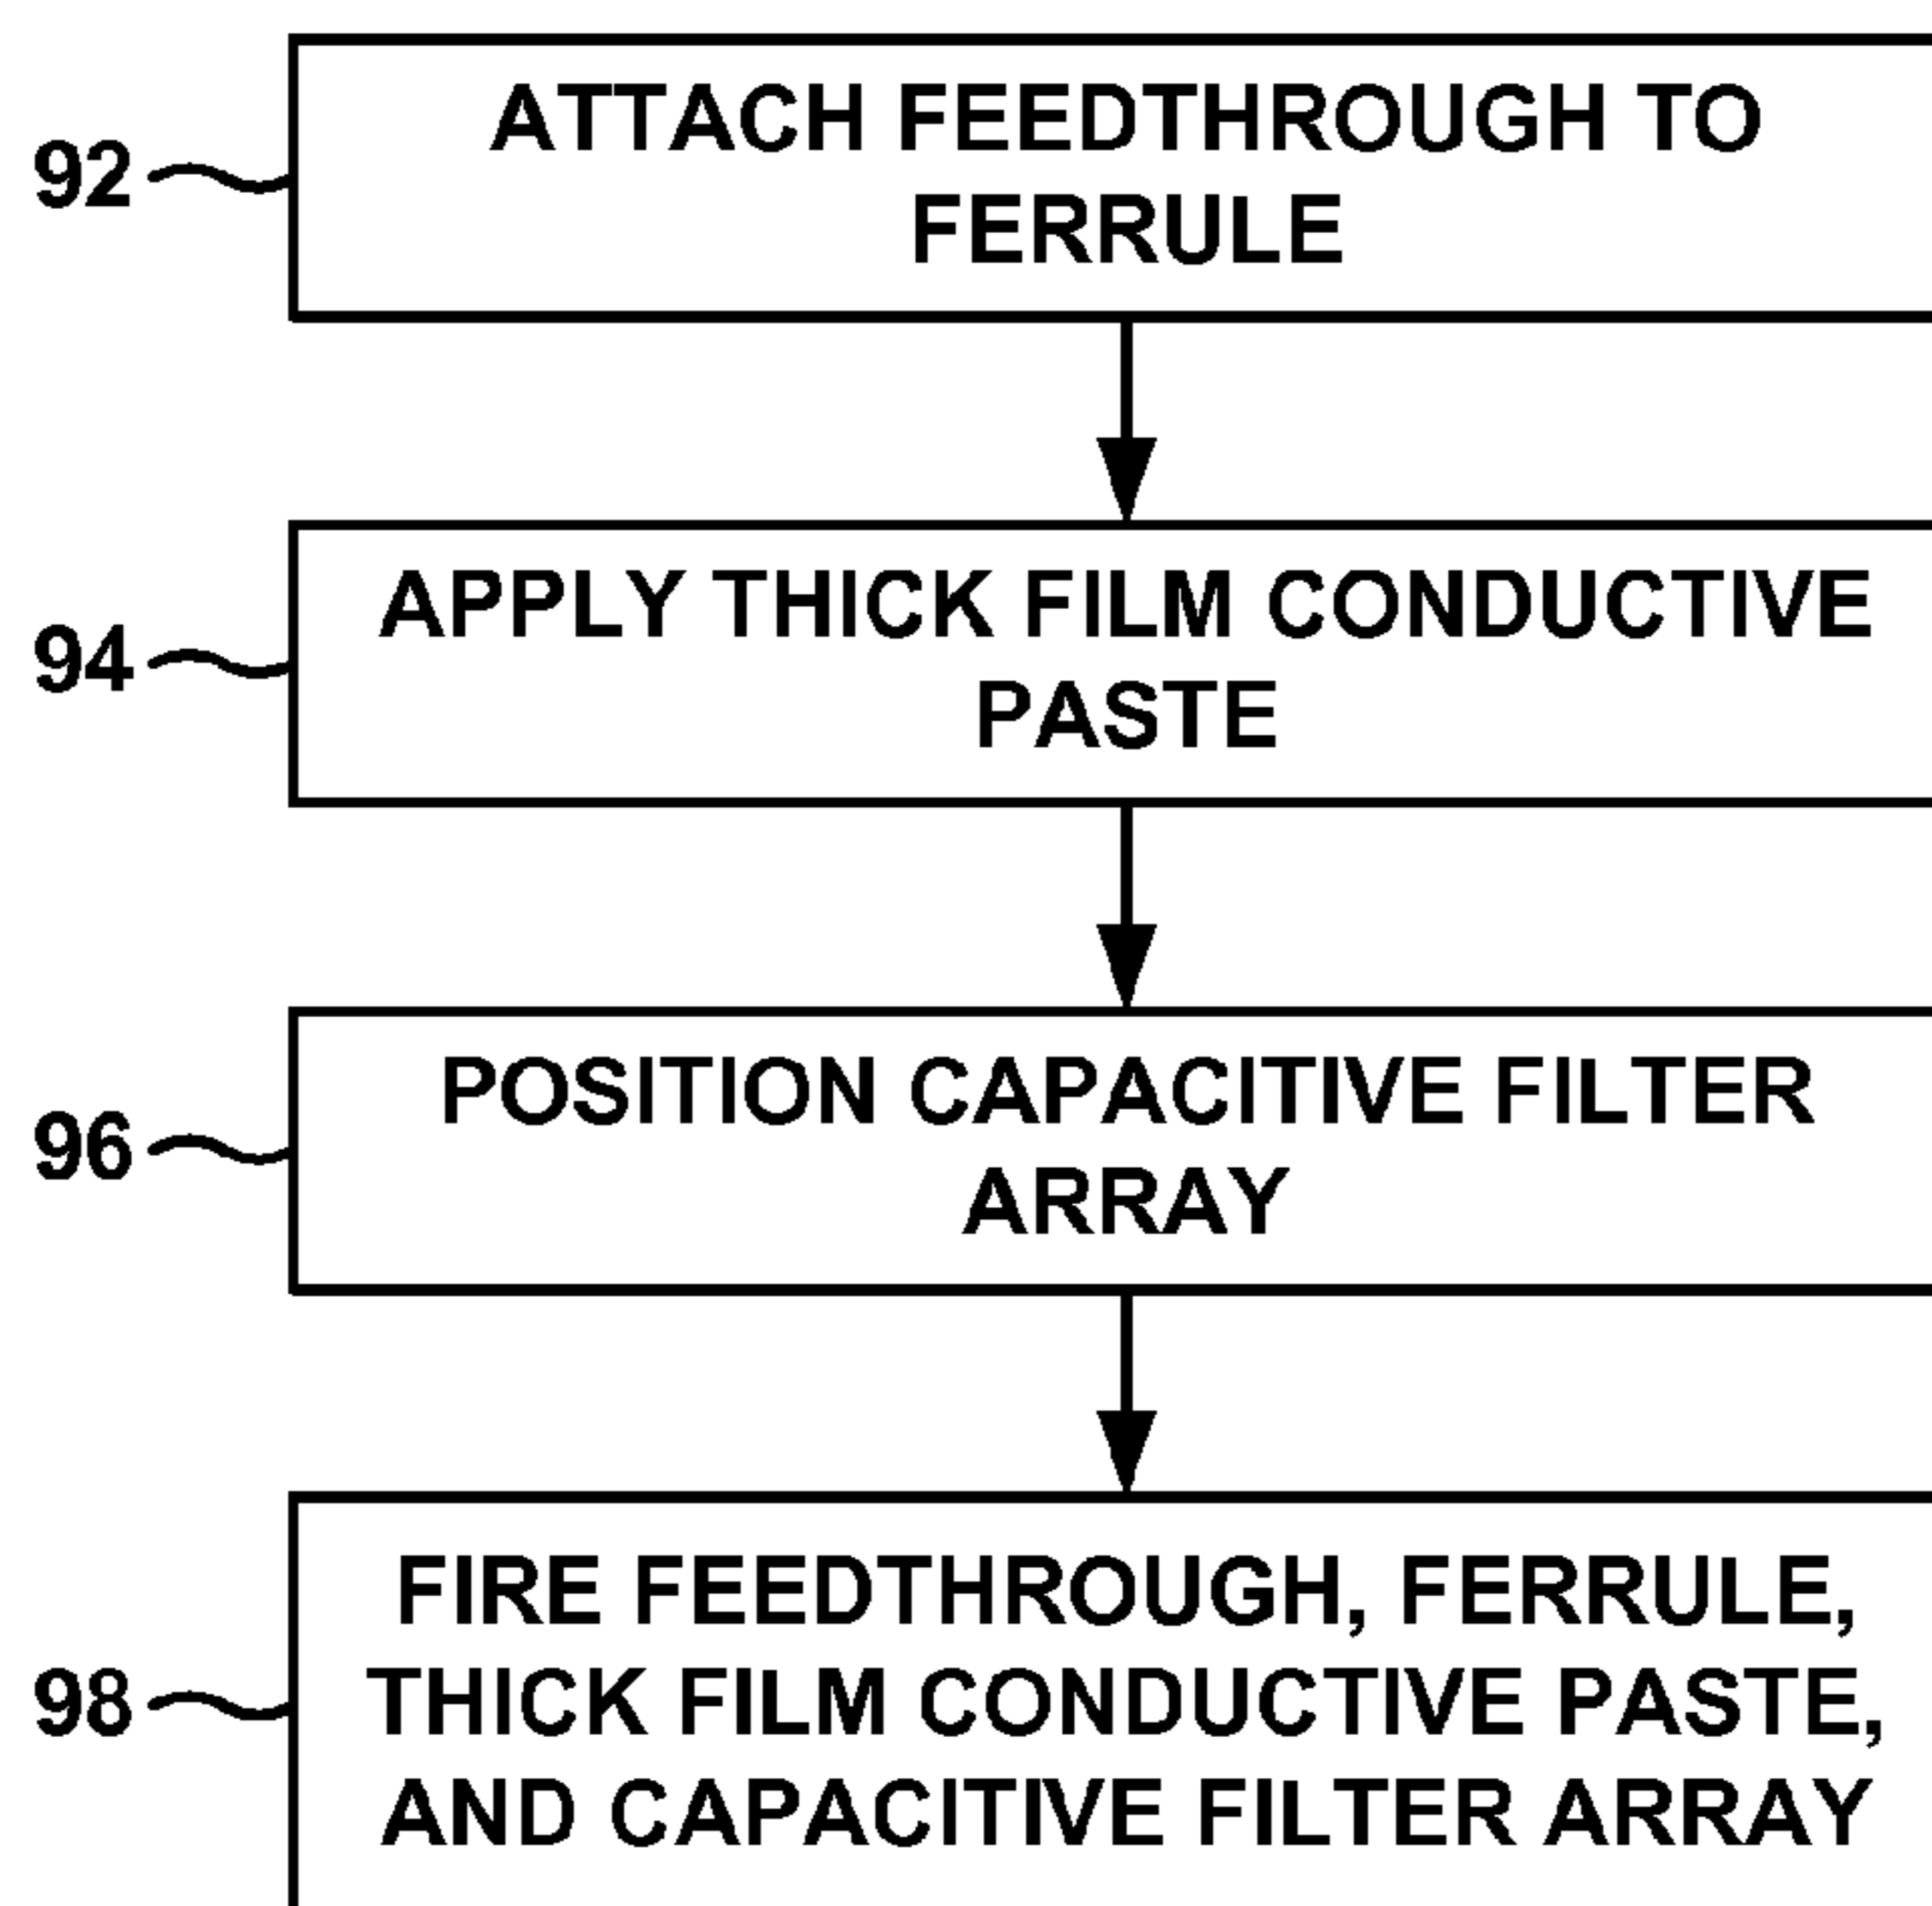 92
ATTACH FEEDTHROUGH TO
FERRULE
94
APPLY THICK FILM CONDUCTIVE
PASTE
96
POSITION CAPACITIVE FILTER
ARRAY
98
FIRE FEEDTHROUGH, FERRULE,
THICK FILM CONDUCTIVE PASTE,
AND CAPACITIVE FILTER ARRAY